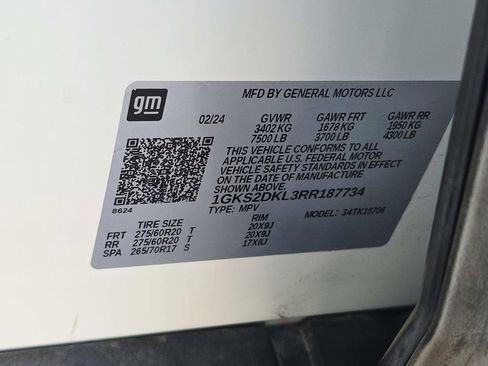 gm
MFD BY GENERAL MOTORS LLC
02/24 GVWR GAWR FRT GAWR RR
3402 KG 1678 KG 1950 KG
7500 LB 3700 LB 4300 LB
THIS VEHICLE CONFORMS TO ALL
APPLICABLE U.S. FEDERAL MOTOR
VEHICLE SAFETY STANDARDS IN EFFECT
ON THE DATE OF MANUFACTURE
SHOWN ABOVE.
1GKS2DKL3RR187734
8624 TYPE: MPV MODEL: 34TK10706
TIRE SIZE RIM
FRT 275/60R20 T 20X9J
RR 275/60R20 T 20X9J
SPA 265/70R17 S 17X8J